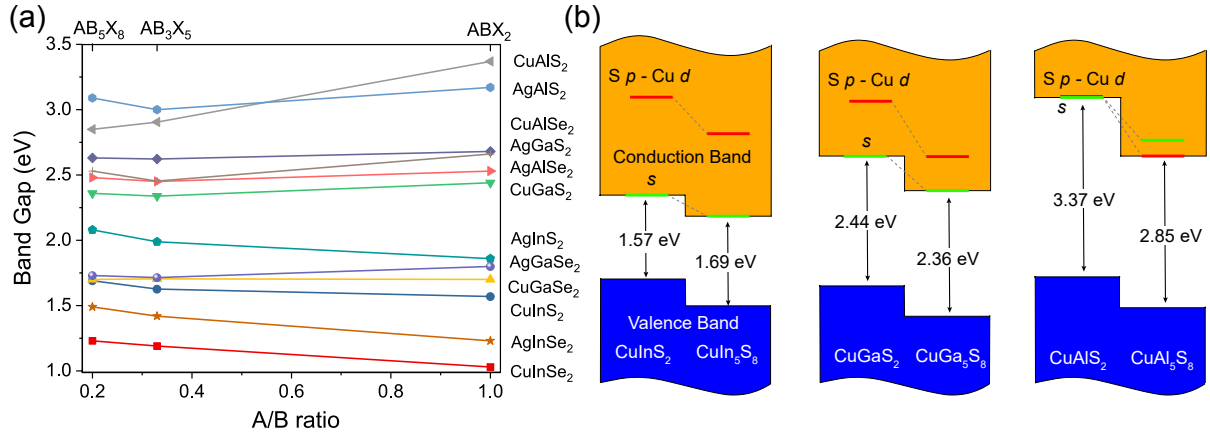 (a)
AB₅X₈ AB₃X₅ ABX₂
3.5
3.0
2.5
2.0
1.5
1.0
Band Gap (eV)
0.2 0.4 0.6 0.8 1.0
A/B ratio
CuAlS₂
AgAlS₂
CuAlSe₂
AgGaS₂
AgAlSe₂
CuGaS₂
AgInS₂
AgGaSe₂
CuGaSe₂
CuInS₂
AgInSe₂
CuInSe₂
(b)
S p - Cu d
Conduction Band
s
1.57 eV
1.69 eV
Valence Band
CuInS₂ CuIn₅S₈
S p - Cu d
s
2.44 eV
2.36 eV
CuGaS₂ CuGa₅S₈
S p - Cu d
s
3.37 eV
2.85 eV
CuAlS₂ CuAl₅S₈